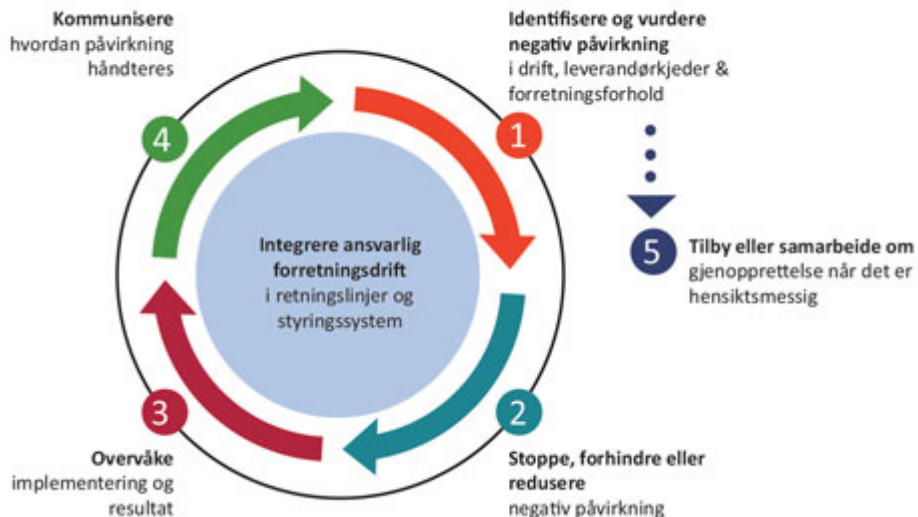 Kommunisere
hvordan påvirkning
håndteres
4
Identifisere og vurdere
negativ påvirkning
i drift, leverandørkjeder &
forretningsforhold
1
Integrere ansvarlig
forretningsdrift
i retningslinjer og
styringssystem
5
Tilby eller samarbeide om
gjenopprettelse når det er
hensiktsmessig
3
Overvåke
implementering og
resultat
2
Stoppe, forhindre eller
redusere
negativ påvirkning